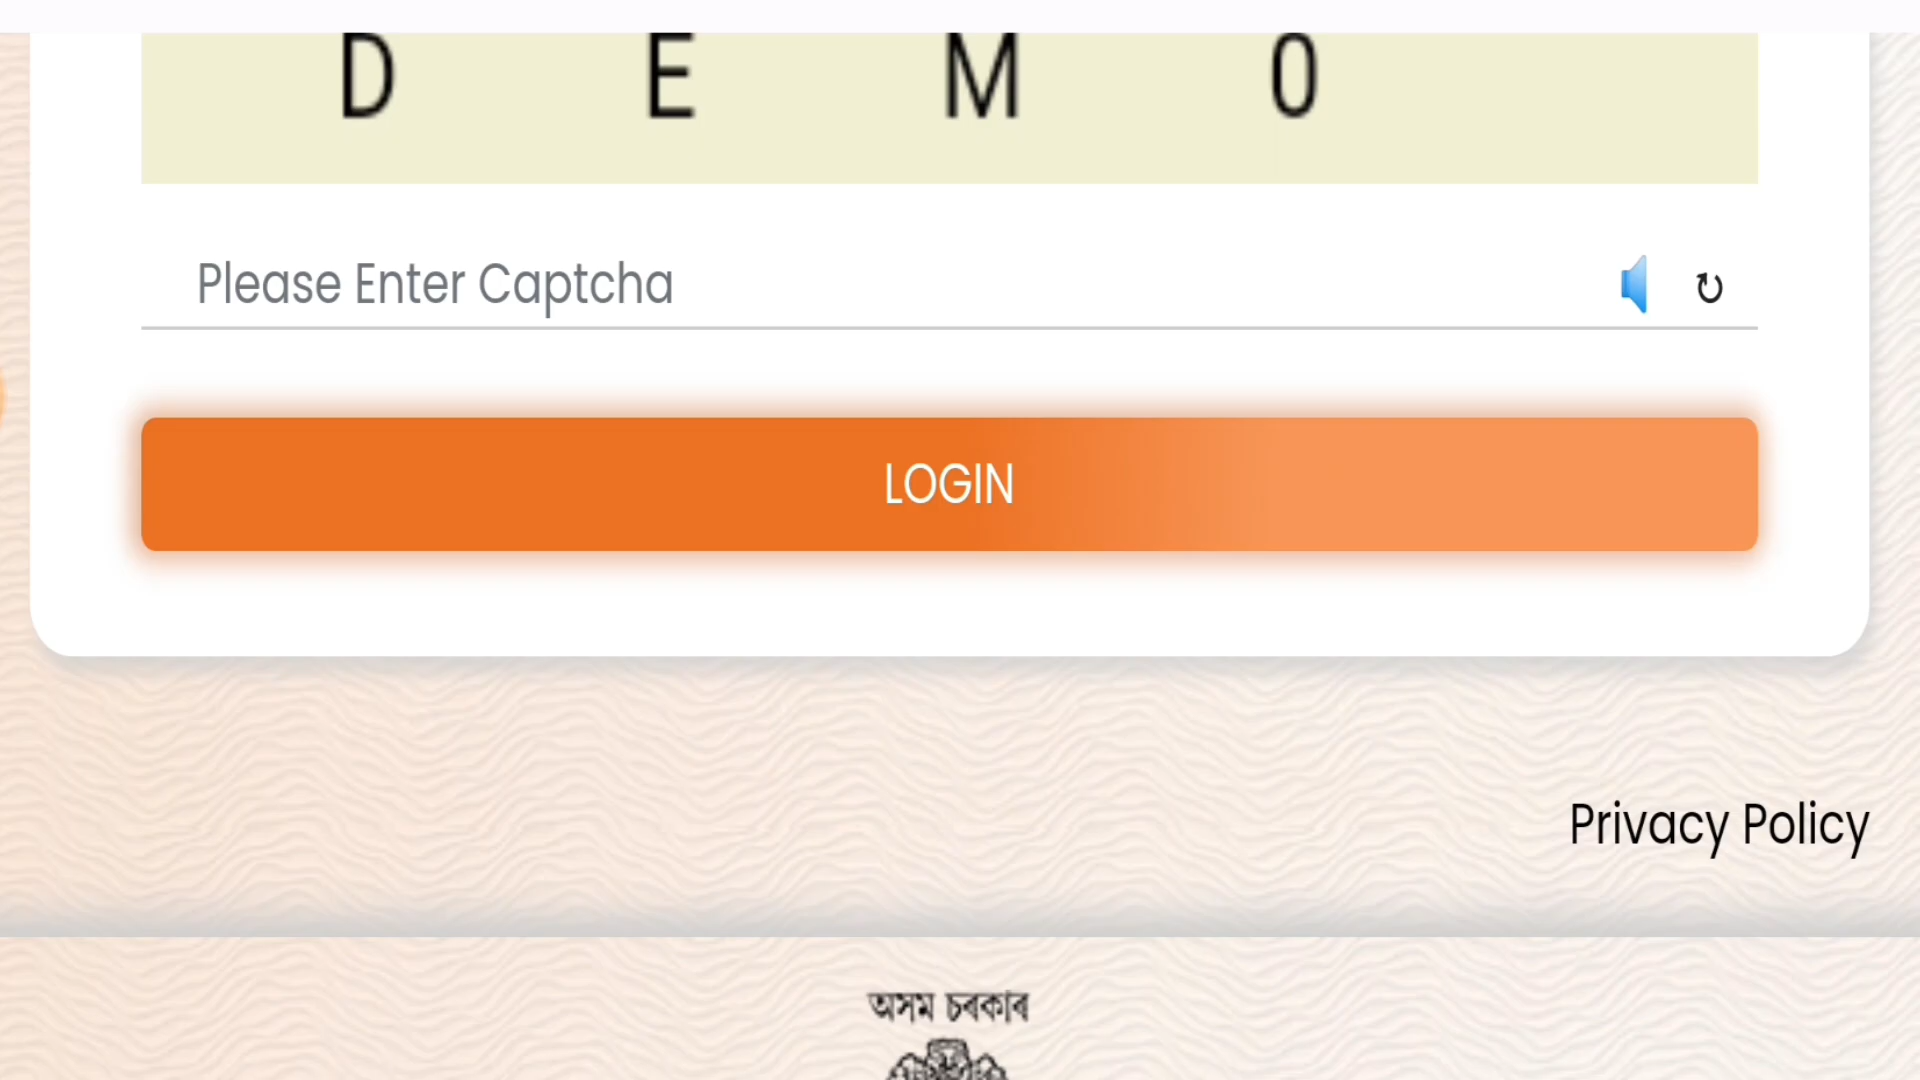 D E M 0
Please Enter Captcha
LOGIN
Privacy Policy
অসম চৰকাৰ